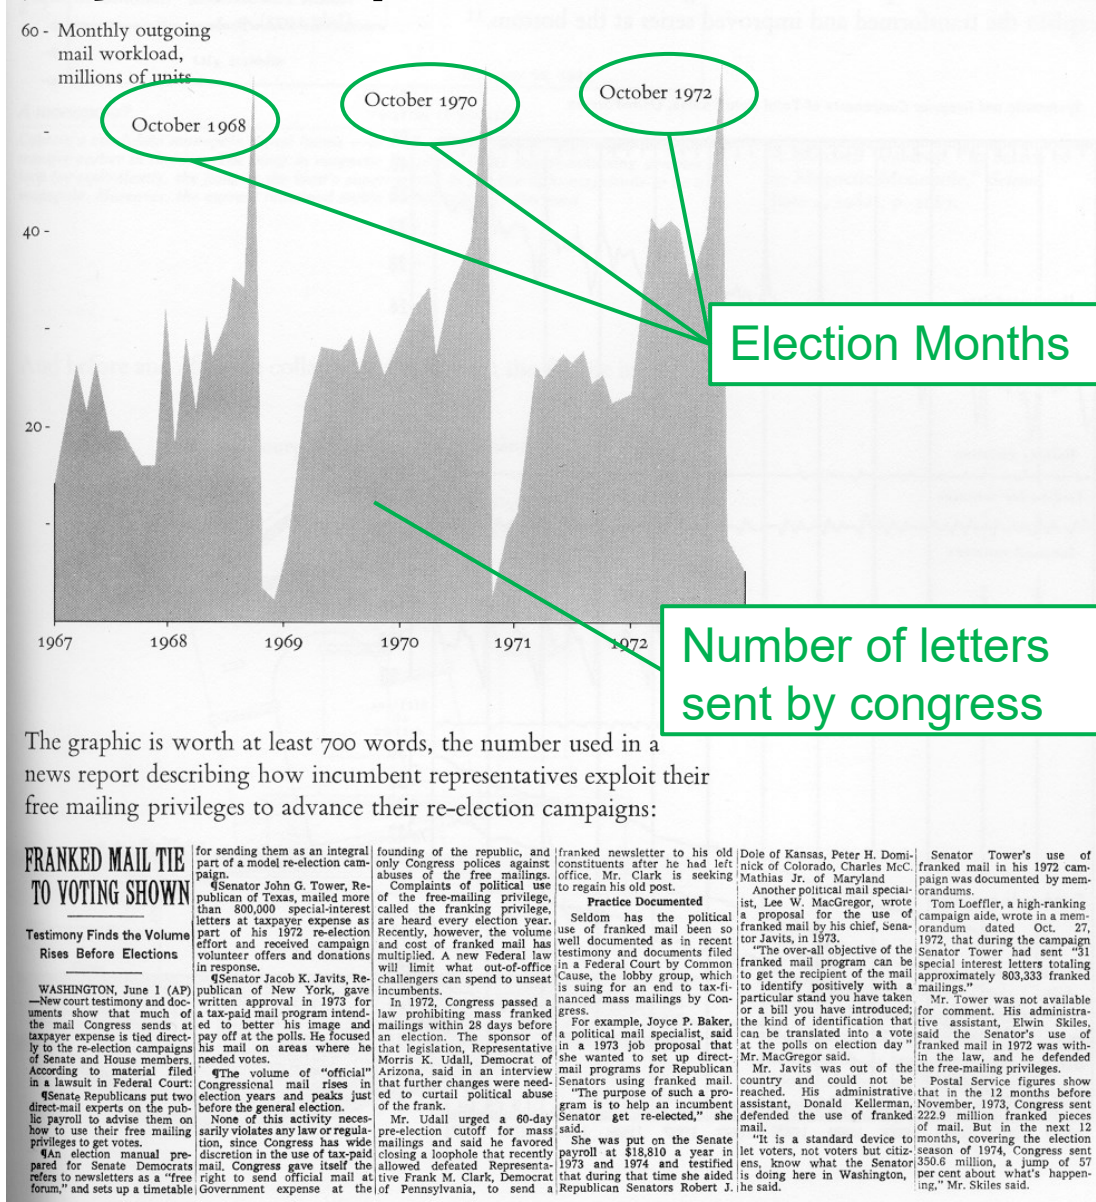 60 - Monthly outgoing
mail workload,
millions of units
October 1968
October 1970
October 1972
40 -
Election Months
20 -
1967
1968
1969
1970
1971
1972
Number of letters
sent by congress
The graphic is worth at least 700 words, the number used in a
news report describing how incumbent representatives exploit their
free mailing privileges to advance their re-election campaigns:
FRANKED MAIL TIE
TO VOTING SHOWN
Testimony Finds the Volume
Rises Before Elections
WASHINGTON, June 1 (AP)
—New court testimony and doc-
uments show that much of
the mail Congress sends at
taxpayer expense is tied direct-
ly to the re-election campaigns
of Senate and House members.
According to material filed
in a lawsuit in Federal Court:
¶Senate Republicans put two
direct-mail experts on the pub-
lic payroll to advise them on
how to use their free mailing
privileges to get votes.
¶An election manual pre-
pared for Senate Democrats
refers to newsletters as a "free
forum," and sets up a timetable
for sending them as an integral
part of a model re-election cam-
paign.
¶Senator John G. Tower, Re-
publican of Texas, mailed more
than 800,000 special-interest
letters at taxpayer expense as
part of his 1972 re-election
effort and received campaign
volunteer offers and donations
in response.
¶Senator Jacob K. Javits, Re-
publican of New York, gave
written approval in 1973 for
a tax-paid mail program intend-
ed to better his image and
pay off at the polls. He focused
his mail on areas where he
needed votes.
¶The volume of "official"
Congressional mail rises in
election years and peaks just
before the general election.
None of this activity neces-
sarily violates any law or regula-
tion, since Congress has wide
discretion in the use of tax-paid
mail. Congress gave itself the
right to send official mail at
Government expense at the
founding of the republic, and
only Congress polices against
abuses of the free mailings.
Complaints of political use
of the free-mailing privilege,
called the franking privilege,
are heard every election year.
Recently, however, the volume
and cost of franked mail has
multiplied. A new Federal law
will limit what out-of-office
challengers can spend to unseat
incumbents.
In 1972, Congress passed a
law prohibiting mass franked
mailings within 28 days before
an election. The sponsor of
that legislation, Representative
Morris K. Udall, Democrat of
Arizona, said in an interview
that further changes were need-
ed to curtail political abuse
of the frank.
Mr. Udall urged a 60-day
pre-election cutoff for mass
mailings and said he favored
closing a loophole that recently
allowed defeated Representa-
tive Frank M. Clark, Democrat
of Pennsylvania, to send a
franked newsletter to his old
constituents after he had left
office. Mr. Clark is seeking
to regain his old post.
Practice Documented
Seldom has the political
use of franked mail been so
well documented as in recent
testimony and documents filed
in a Federal Court by Common
Cause, the lobby group, which
is suing for an end to tax-fi-
nanced mass mailings by Con-
gress.
For example, Joyce P. Baker,
a political mail specialist, said
in a 1973 job proposal that
she wanted to set up direct-
mail programs for Republican
Senators using franked mail.
"The purpose of such a pro-
gram is to help an incumbent
Senator get re-elected," she
said.
She was put on the Senate
payroll at $18,810 a year in
1973 and 1974 and testified
that during that time she aided
Republican Senators Robert J.
Dole of Kansas, Peter H. Domi-
nick of Colorado, Charles McC.
Mathias Jr. of Maryland
Another political mail special-
ist, Lee W. MacGregor, wrote
a proposal for the use of
franked mail by his chief, Sena-
tor Javits, in 1973.
"The over-all objective of the
franked mail program can be
to get the recipient of the mail
to identify positively with a
particular stand you have taken
or a bill you have introduced;
the kind of identification that
can be translated into a vote
at the polls on election day"
Mr. MacGregor said.
Mr. Javits was out of the
country and could not be
reached. His administrative
assistant, Donald Kellerman,
defended the use of franked
mail.
"It is a standard device to
let voters, not voters but citiz-
ens, know what the Senator
is doing here in Washington,
he said.
Senator Tower's use of
franked mail in his 1972 cam-
paign was documented by mem-
orandums.
Tom Loeffler, a high-ranking
campaign aide, wrote in a mem-
orandum dated Oct. 27,
1972, that during the campaign
Senator Tower had sent "31
special interest letters totaling
approximately 803,333 franked
mailings."
Mr. Tower was not available
for comment. His administra-
tive assistant, Elwin Skiles,
said the Senator's use of
franked mail in 1972 was with-
in the law, and he defended
the free-mailing privileges.
Postal Service figures show
that in the 12 months before
November, 1973, Congress sent
222.9 million franked pieces
of mail. But in the next 12
months, covering the election
season of 1974, Congress sent
350.6 million, a jump of 57
per cent about what's happen-
ing," Mr. Skiles said.